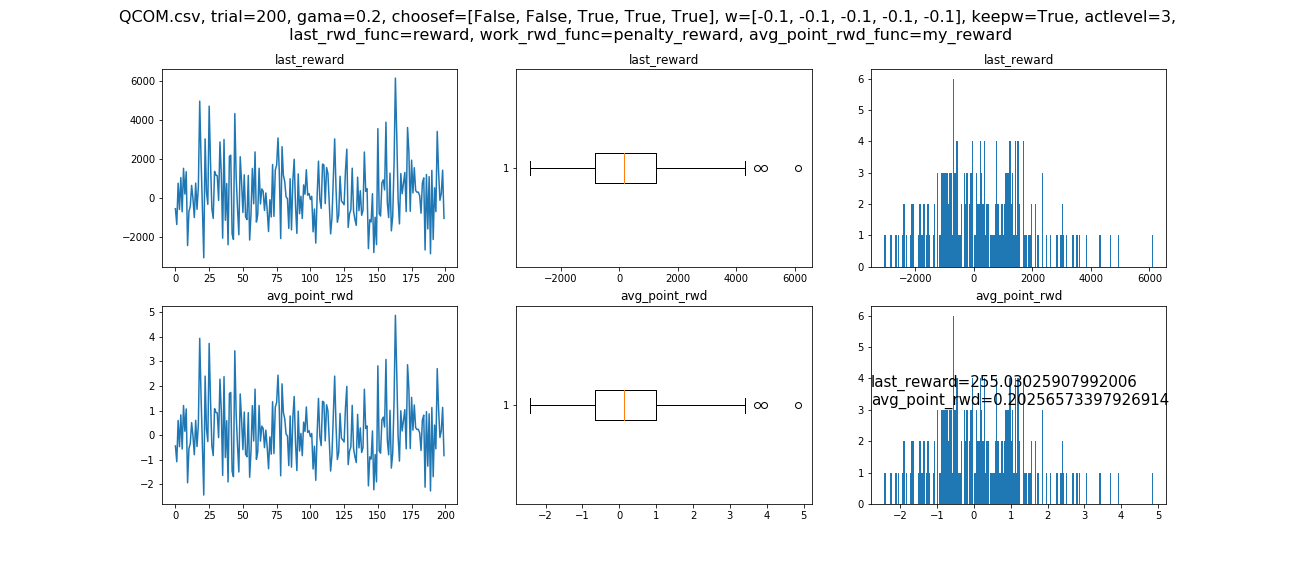 QCOM.csv, trial=200, gama=0.2, choosef=[False, False, True, True, True], w=[-0.1, -0.1, -0.1, -0.1, -0.1], keepw=True, actlevel=3,
last_rwd_func=reward, work_rwd_func=penalty_reward, avg_point_rwd_func=my_reward
last_reward
6000
4000
2000
0
−2000
0 25 50 75 100 125 150 175 200
last_reward
1
−2000 0 2000 4000 6000
last_reward
6
5
4
3
2
1
0
−2000 0 2000 4000 6000
avg_point_rwd
5
4
3
2
1
0
−1
−2
0 25 50 75 100 125 150 175 200
avg_point_rwd
1
−2 −1 0 1 2 3 4 5
avg_point_rwd
6
5
4
3
2
1
0
last_reward=255.03025907992006
avg_point_rwd=0.20256573397926914
−2 −1 0 1 2 3 4 5